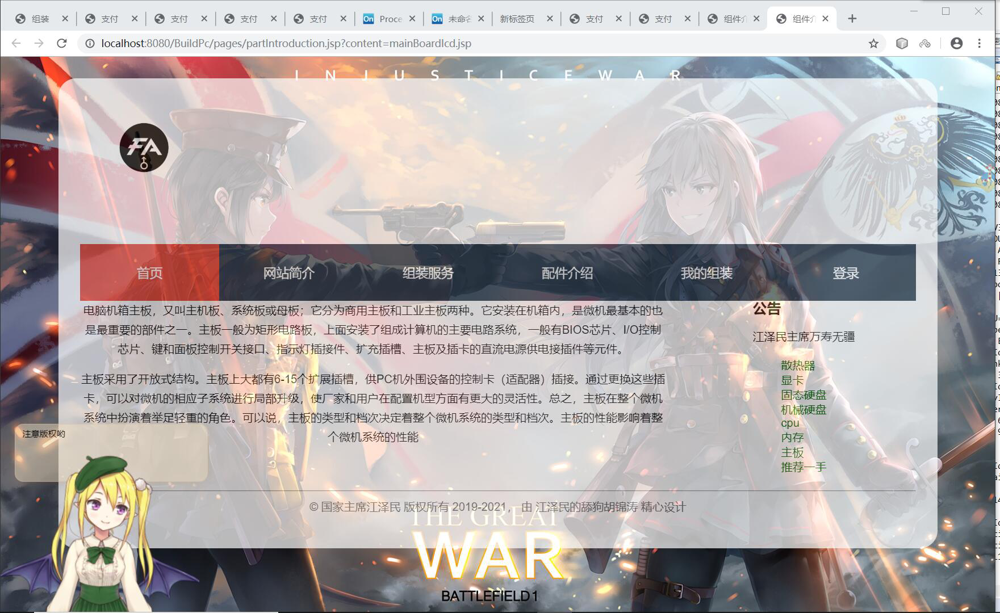 组装 支付 支付 支付 支付 On Proce On 未命名 新标签页 支付 支付 组件介 组件介
localhost:8080/BuildPc/pages/partIntroduction.jsp?content=mainBoardIcd.jsp
INJUSTICEWAR
FA
首页 网站简介 组装服务 配件介绍 我的组装 登录
电脑机箱主板，又叫主机板、系统板或母板；它分为商用主板和工业主板两种。它安装在机箱内，是微机最基本的也
是最重要的部件之一。主板一般为矩形电路板，上面安装了组成计算机的主要电路系统，一般有BIOS芯片、I/O控制
芯片、键和面板控制开关接口、指示灯插接件、扩充插槽、主板及插卡的直流电源供电接插件等元件。
主板采用了开放式结构。主板上大都有6-15个扩展插槽，供PC机外围设备的控制卡（适配器）插接。通过更换这些插
卡，可以对微机的相应子系统进行局部升级，使厂家和用户在配置机型方面有更大的灵活性。总之，主板在整个微机
系统中扮演着举足轻重的角色。可以说，主板的类型和档次决定着整个微机系统的类型和档次。主板的性能影响着整
个微机系统的性能
公告
江泽民主席万寿无疆
散热器
显卡
固态硬盘
机械硬盘
cpu
内存
主板
推荐一手
注意版权哟
© 国家主席江泽民 版权所有 2019-2021， 由 江泽民的舔狗胡锦涛 精心设计
THE GREAT
WAR
BATTLEFIELD 1